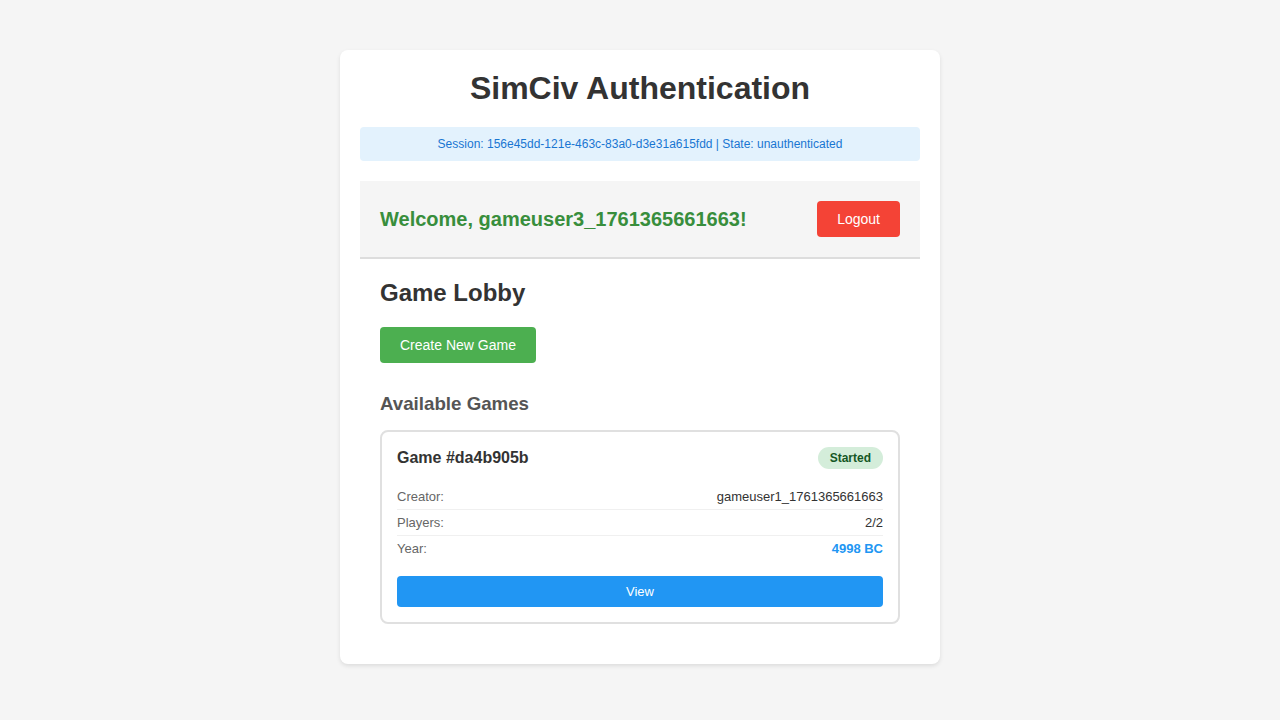 SimCiv Authentication
Session: 156e45dd-121e-463c-83a0-d3e31a615fdd | State: unauthenticated
Welcome, gameuser3_1761365661663!
Logout
Game Lobby
Create New Game
Available Games
Game #da4b905b
Started
Creator: gameuser1_1761365661663
Players: 2/2
Year: 4998 BC
View